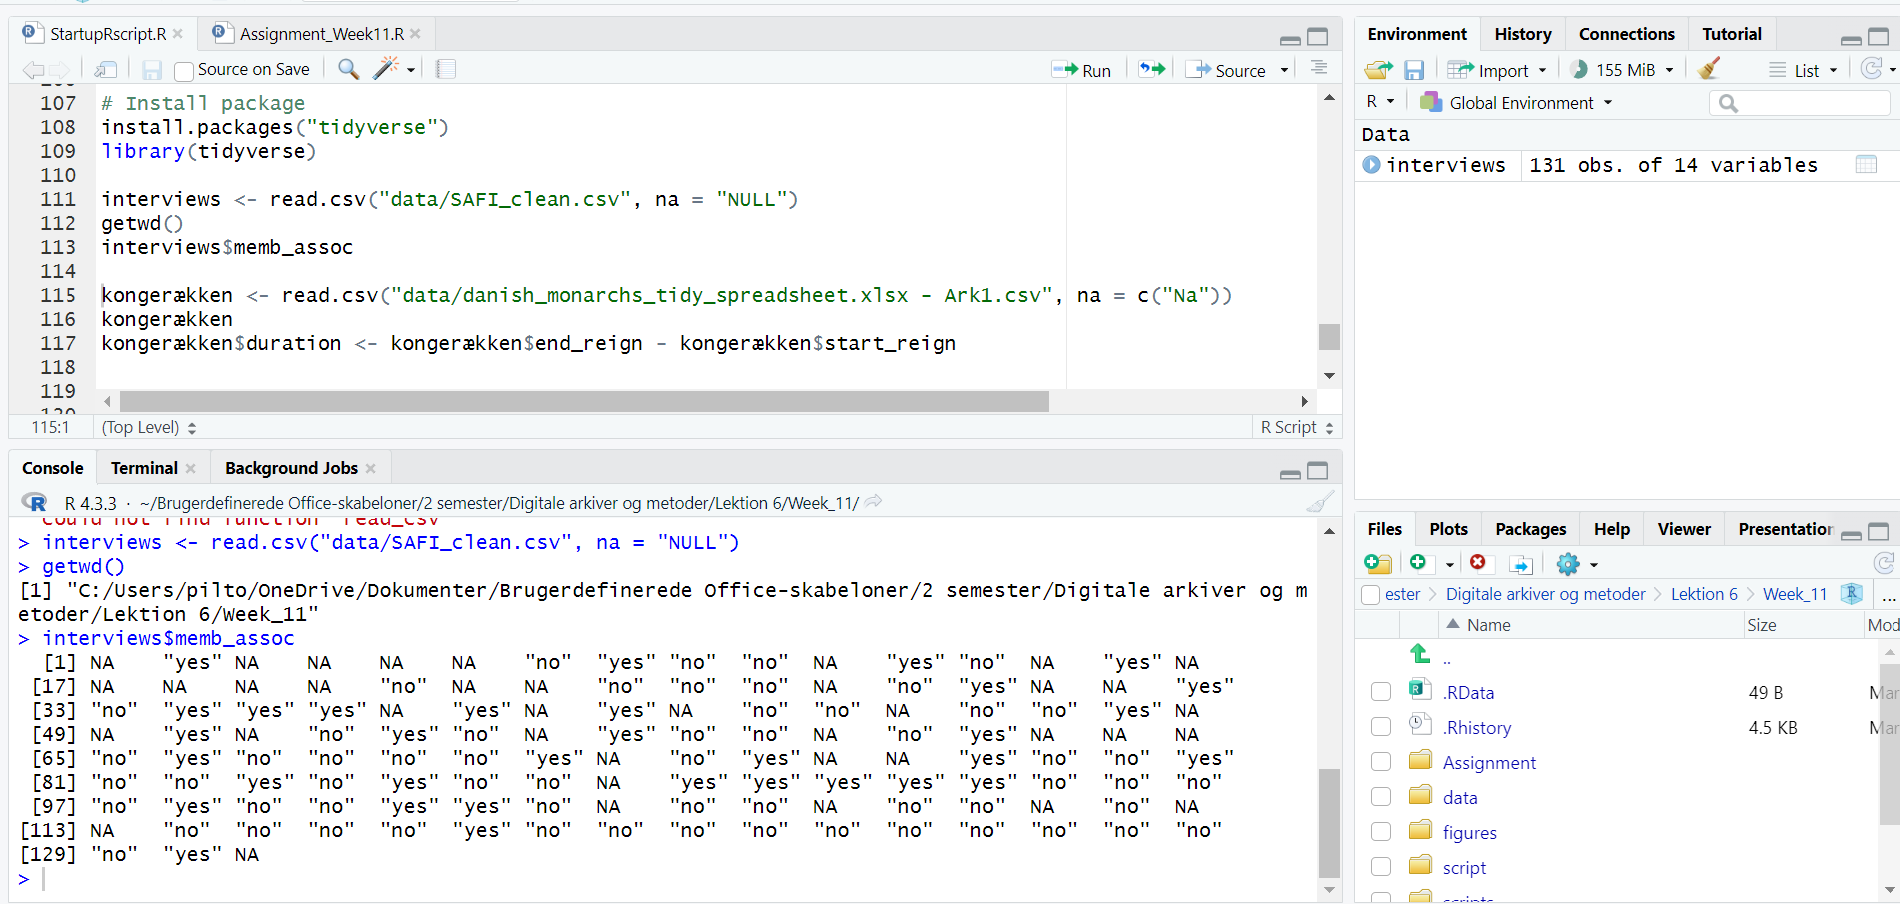 StartupRscript.R
Assignment_Week11.R
Source on Save
Run
Source
107 # Install package
108 install.packages("tidyverse")
109 library(tidyverse)
110
111 interviews <- read.csv("data/SAFI_clean.csv", na = "NULL")
112 getwd()
113 interviews$memb_assoc
114
115 kongerækken <- read.csv("data/danish_monarchs_tidy_spreadsheet.xlsx - Ark1.csv", na = c("Na"))
116 kongerækken
117 kongerækken$duration <- kongerækken$end_reign - kongerækken$start_reign
118
119
115:1 (Top Level) R Script
Console Terminal Background Jobs
R 4.3.3 · ~/Brugerdefinerede Office-skabeloner/2 semester/Digitale arkiver og metoder/Lektion 6/Week_11/
could not find function "read_csv"
> interviews <- read.csv("data/SAFI_clean.csv", na = "NULL")
> getwd()
[1] "C:/Users/pilto/OneDrive/Dokumenter/Brugerdefinerede Office-skabeloner/2 semester/Digitale arkiver og m
etoder/Lektion 6/Week_11"
> interviews$memb_assoc
[1] NA "yes" NA NA NA NA "no" "yes" "no" "no" NA "yes" "no" NA "yes" NA
[17] NA NA NA NA "no" NA NA "no" "no" "no" NA "no" "yes" NA NA "yes"
[33] "no" "yes" "yes" "yes" NA "yes" NA "yes" NA "no" "no" NA "no" "no" "yes" NA
[49] NA "yes" NA "no" "yes" "no" NA "yes" "no" "no" NA "no" "yes" NA NA NA
[65] "no" "yes" "no" "no" "no" "no" "yes" NA "no" "yes" NA NA "yes" "no" "no" "yes"
[81] "no" "no" "yes" "no" "yes" "no" "no" NA "yes" "yes" "yes" "yes" "yes" "no" "no" "no"
[97] "no" "yes" "no" "no" "yes" "yes" "no" NA "no" "no" NA "no" "no" NA "no" NA
[113] NA "no" "no" "no" "no" "yes" "no" "no" "no" "no" "no" "no" "no" "no" "no" "no"
[129] "no" "yes" NA
>
Environment History Connections Tutorial
Import 155 MiB List
R Global Environment
Data
interviews 131 obs. of 14 variables
Files Plots Packages Help Viewer Presentation
ester Digitale arkiver og metoder Lektion 6 Week_11 ...
Name Size Mod
..
.RData 49 B Mar
.Rhistory 4.5 KB Mar
Assignment
data
figures
script
scripts